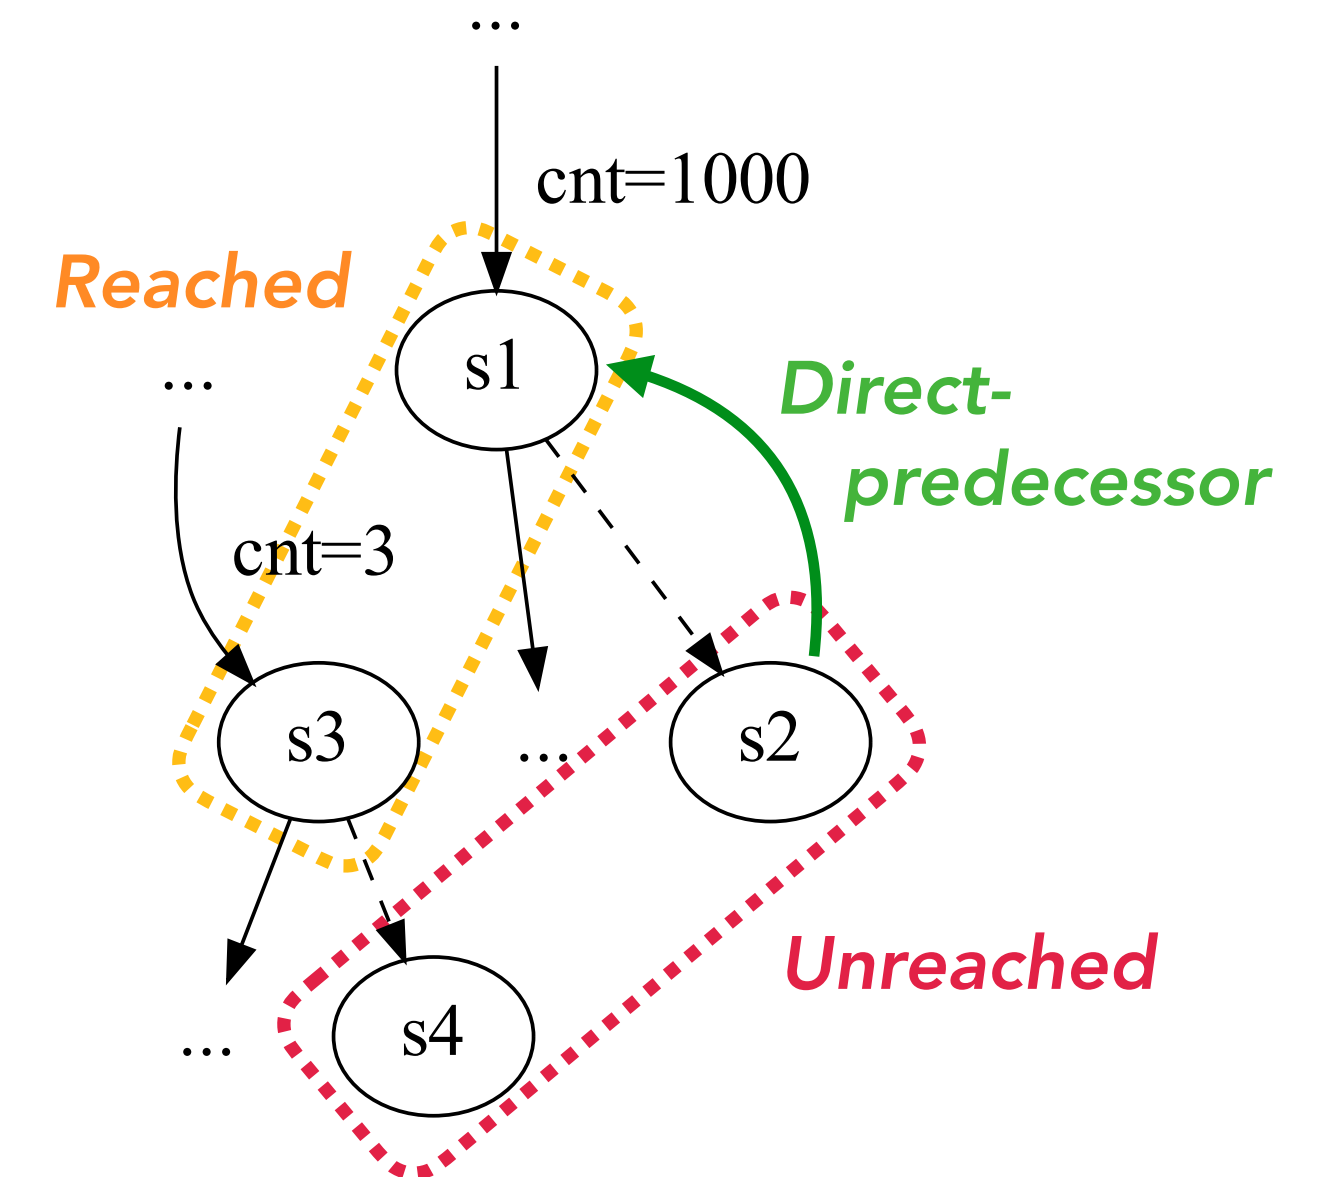 ...
cnt=1000
Reached
...
s1
Direct-
predecessor
cnt=3
s3
...
s2
Unreached
...
s4